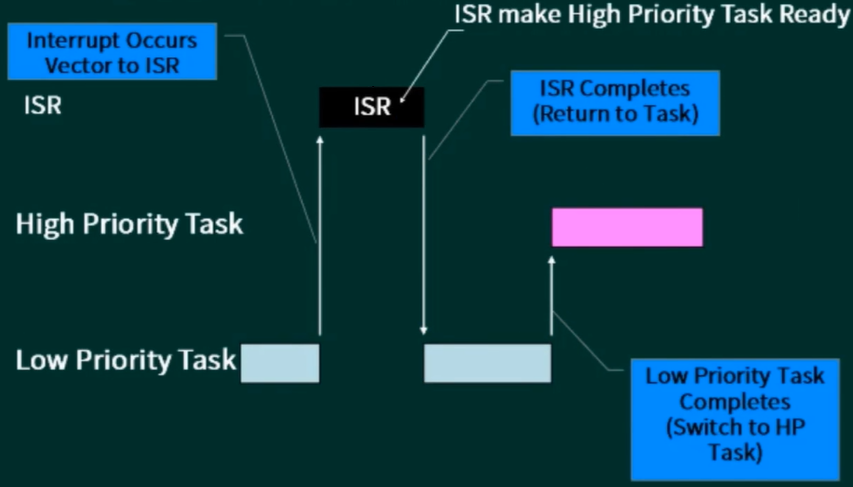 ISR make High Priority Task Ready
Interrupt Occurs
Vector to ISR
ISR
ISR
ISR Completes
(Return to Task)
High Priority Task
Low Priority Task
Low Priority Task
Completes
(Switch to HP
Task)